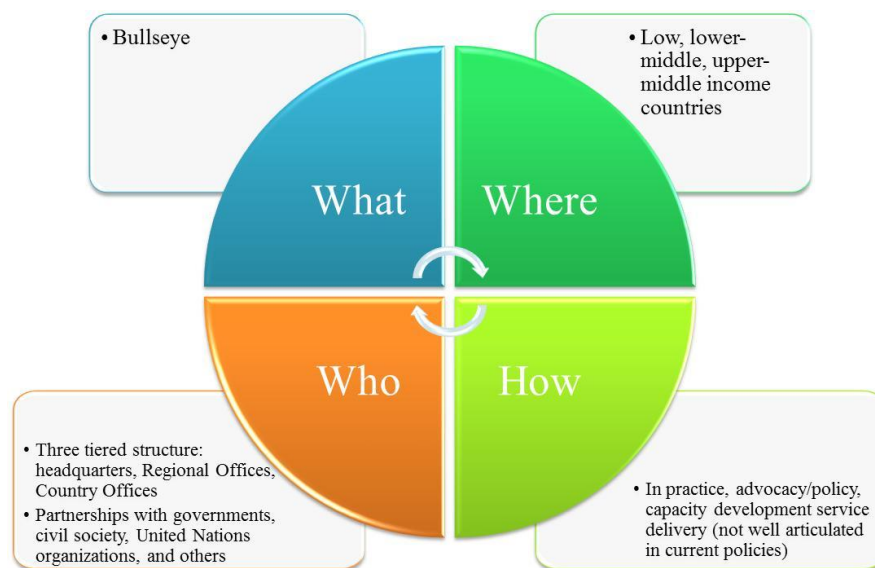 • Bullseye
• Low, lower-
middle, upper-
middle income
countries
What
Where
Who
How
• Three tiered structure:
headquarters, Regional Offices,
Country Offices
• Partnerships with governments,
civil society, United Nations
organizations, and others
• In practice, advocacy/policy,
capacity development service
delivery (not well articulated
in current policies)